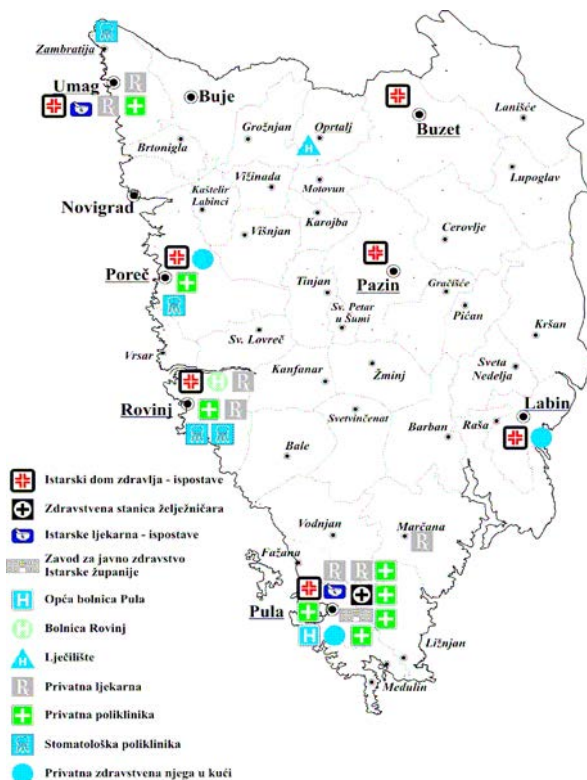 Zambratija
Umag
Buje
Buzet
Lanišće
Grožnjan
Oprtalj
Brtonigla
Lupoglav
Vižinada
Motovun
Novigrad
Kaštelir
Labinci
Karojba
Višnjan
Cerovlje
Poreč
Pazin
Tinjan
Gračišće
Sv. Petar
u Šumi
Pićan
Sv. Lovreč
Kršan
Vrsar
Kanfanar
Žminj
Sveta
Nedelja
Rovinj
Labin
Svetvinčenat
Barban
Raša
Bale
Vodnjan
Marčana
Fažana
Pula
Ližnjan
Medulin
Istarski dom zdravlja - ispostave
Zdravstvena stanica željezničara
Istarske ljekarna - ispostave
Zavod za javno zdravstvo
Istarske županije
Opća bolnica Pula
Bolnica Rovinj
Lječilište
Privatna ljekarna
Privatna poliklinika
Stomatološka poliklinika
Privatna zdravstvena njega u kući